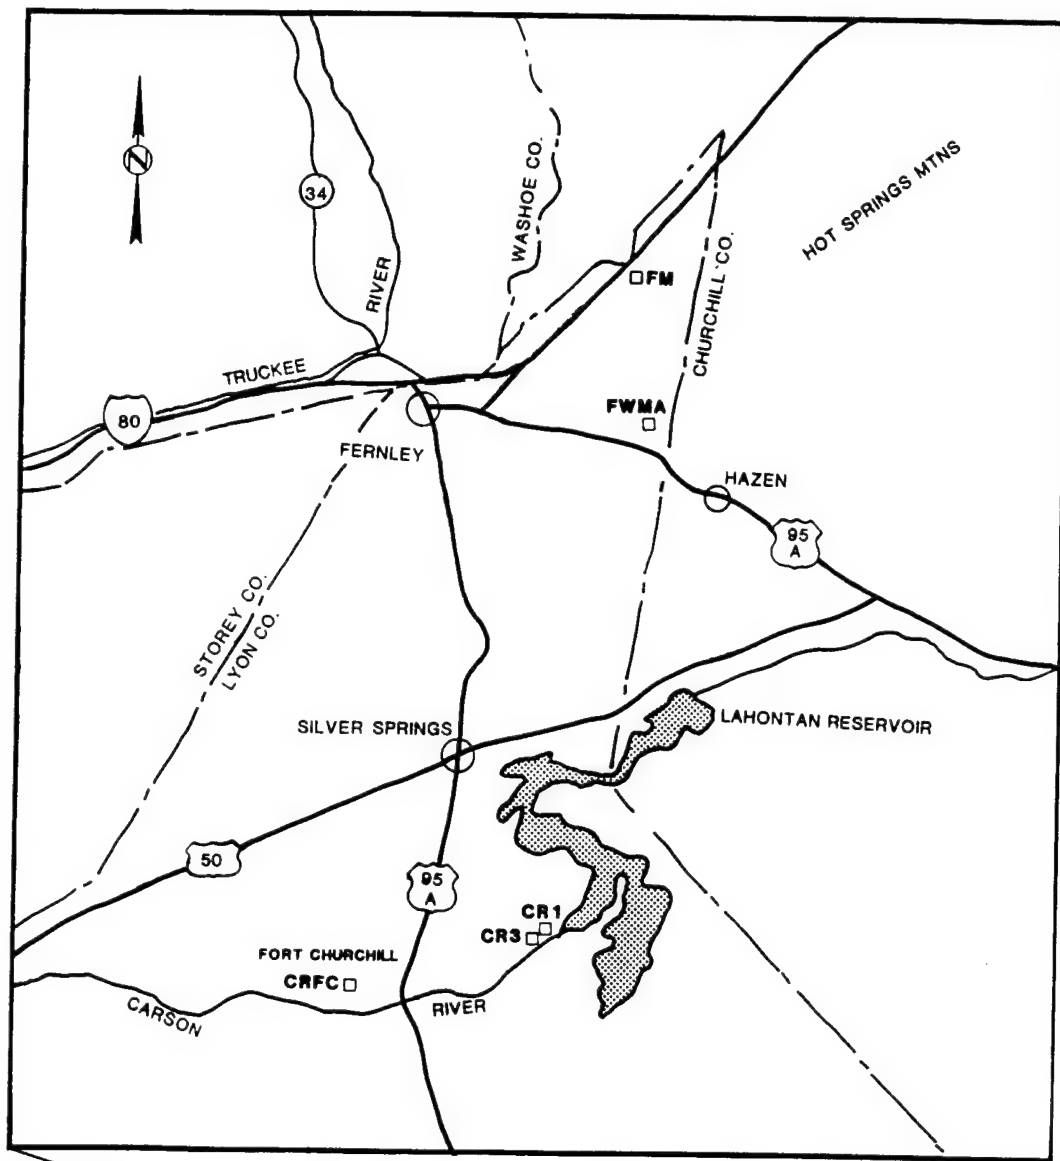 N
34
RIVER
WASHOE CO.
HOT SPRINGS MTNS
FM
CHURCHILL CO.
TRUCKEE
80
FWMA
FERNLEY
HAZEN
95
A
STOREY CO.
LYON CO.
SILVER SPRINGS
LAHONTAN RESERVOIR
50
95
A
CR1
CR3
FORT CHURCHILL
CRFC
CARSON
RIVER